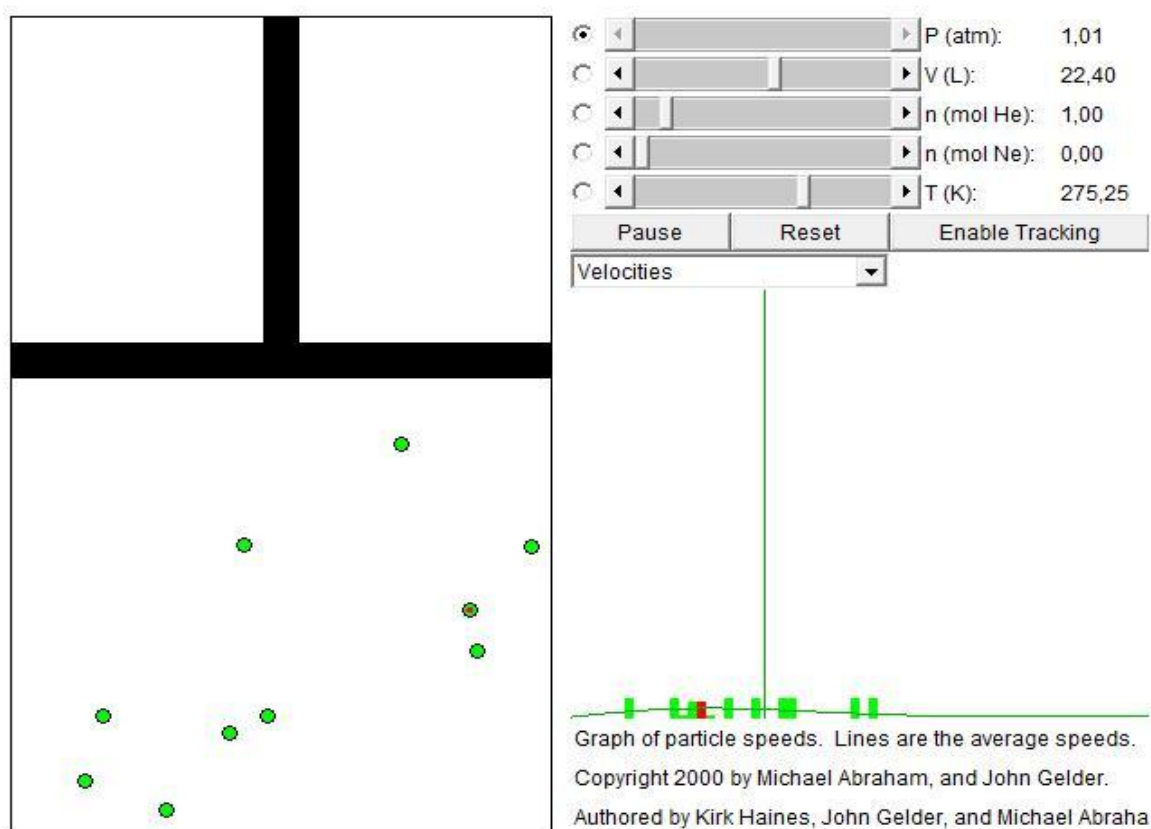 P (atm): 1,01
V (L): 22,40
n (mol He): 1,00
n (mol Ne): 0,00
T (K): 275,25
Pause Reset Enable Tracking
Velocities
Graph of particle speeds. Lines are the average speeds.
Copyright 2000 by Michael Abraham, and John Gelder.
Authored by Kirk Haines, John Gelder, and Michael Abraha